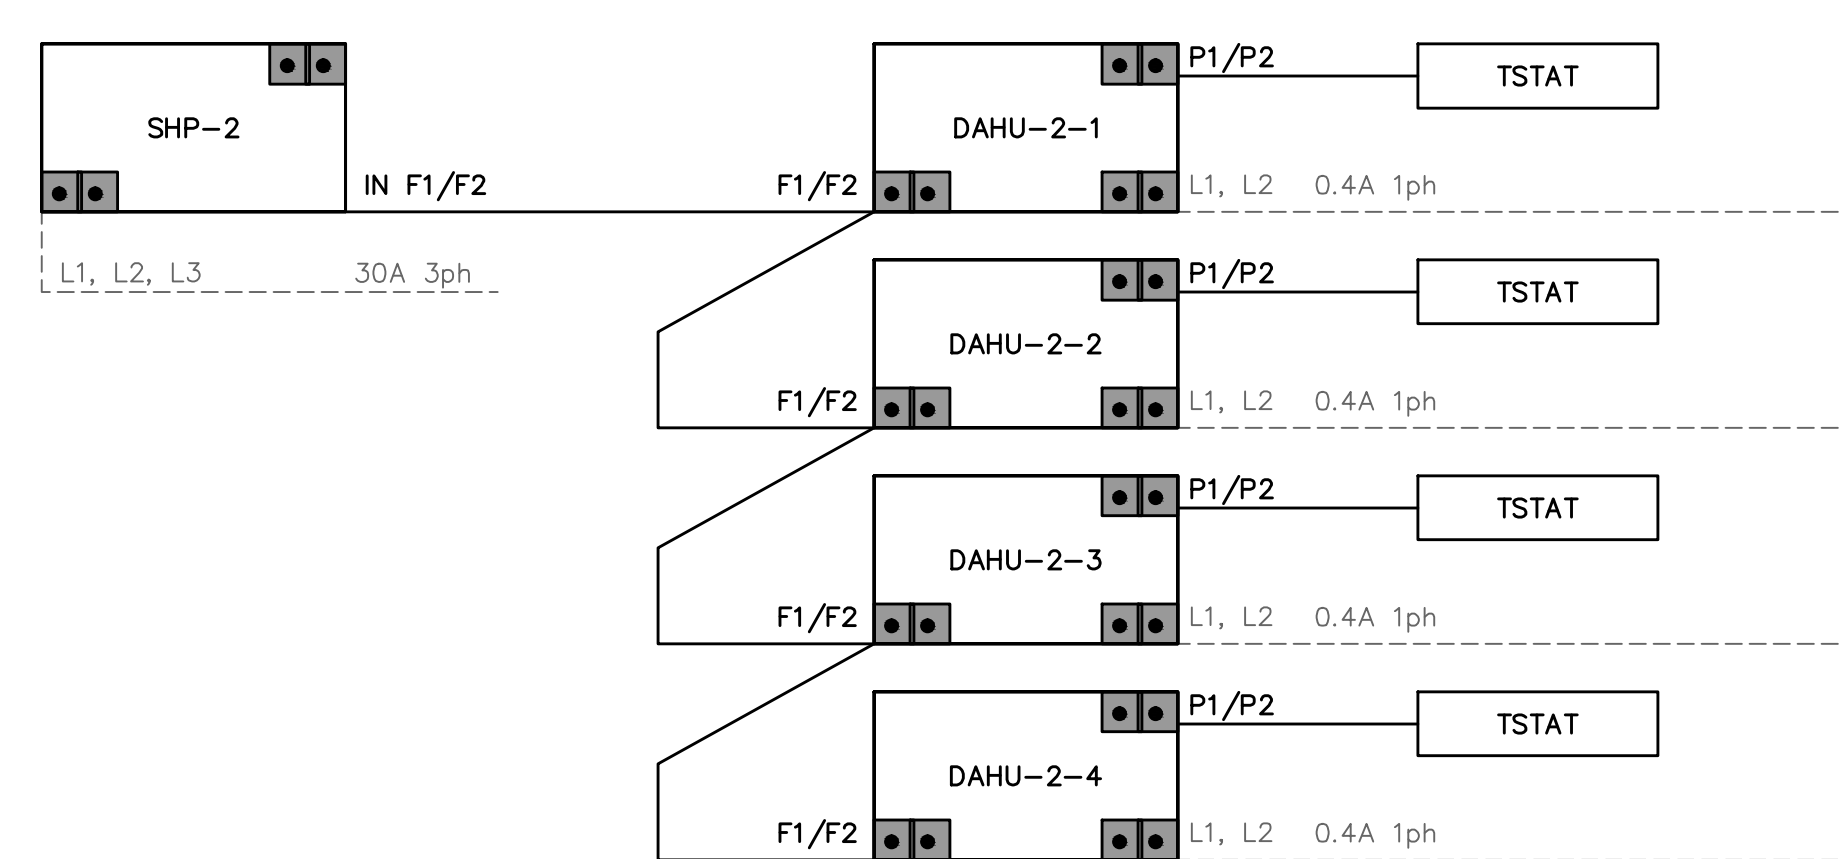 P1/P2
TSTAT
SHP-2
DAHU-2-1
IN F1/F2
F1/F2
L1, L2 0.4A 1ph
L1, L2, L3 30A 3ph
P1/P2
TSTAT
DAHU-2-2
F1/F2
L1, L2 0.4A 1ph
P1/P2
TSTAT
DAHU-2-3
F1/F2
L1, L2 0.4A 1ph
P1/P2
TSTAT
DAHU-2-4
F1/F2
L1, L2 0.4A 1ph